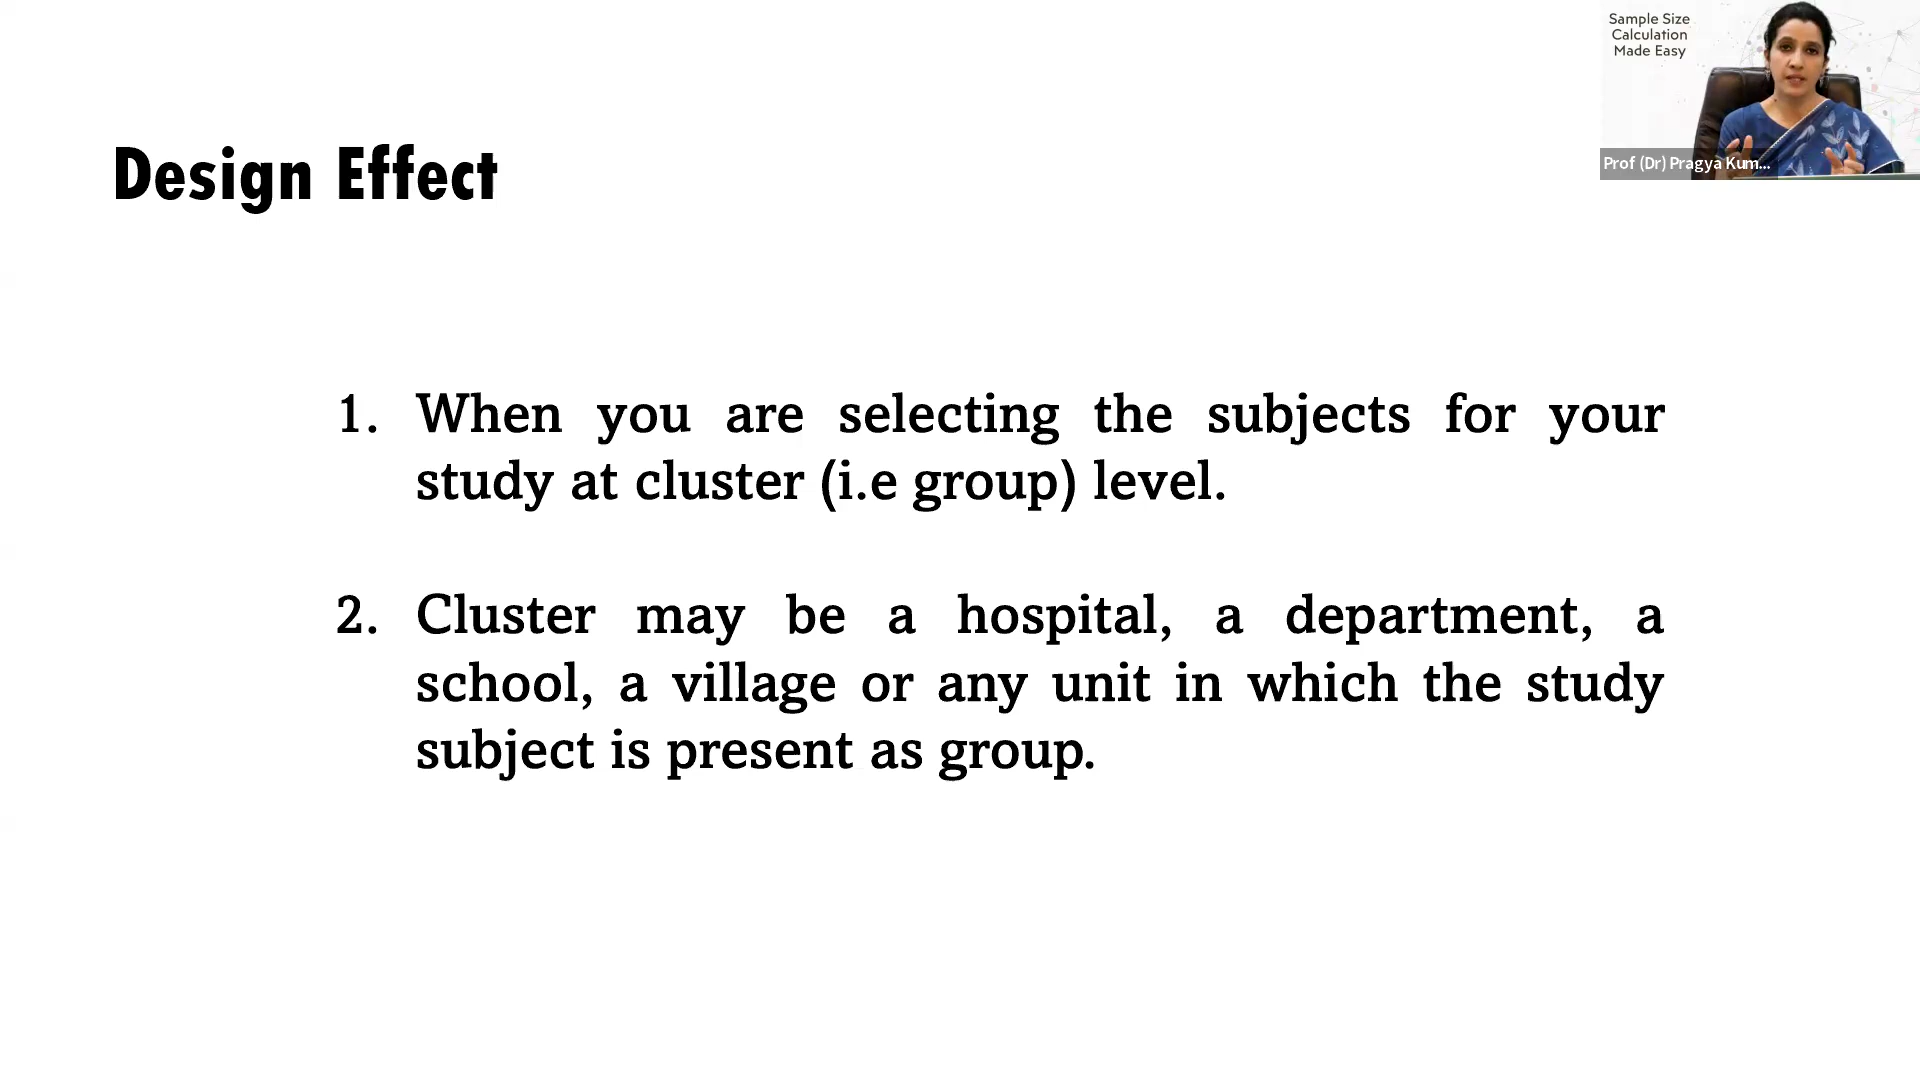 Sample Size
Calculation
Made Easy
Prof (Dr) Pragya Kum...
Design Effect
1. When you are selecting the subjects for your
study at cluster (i.e group) level.
2. Cluster may be a hospital, a department, a
school, a village or any unit in which the study
subject is present as group.